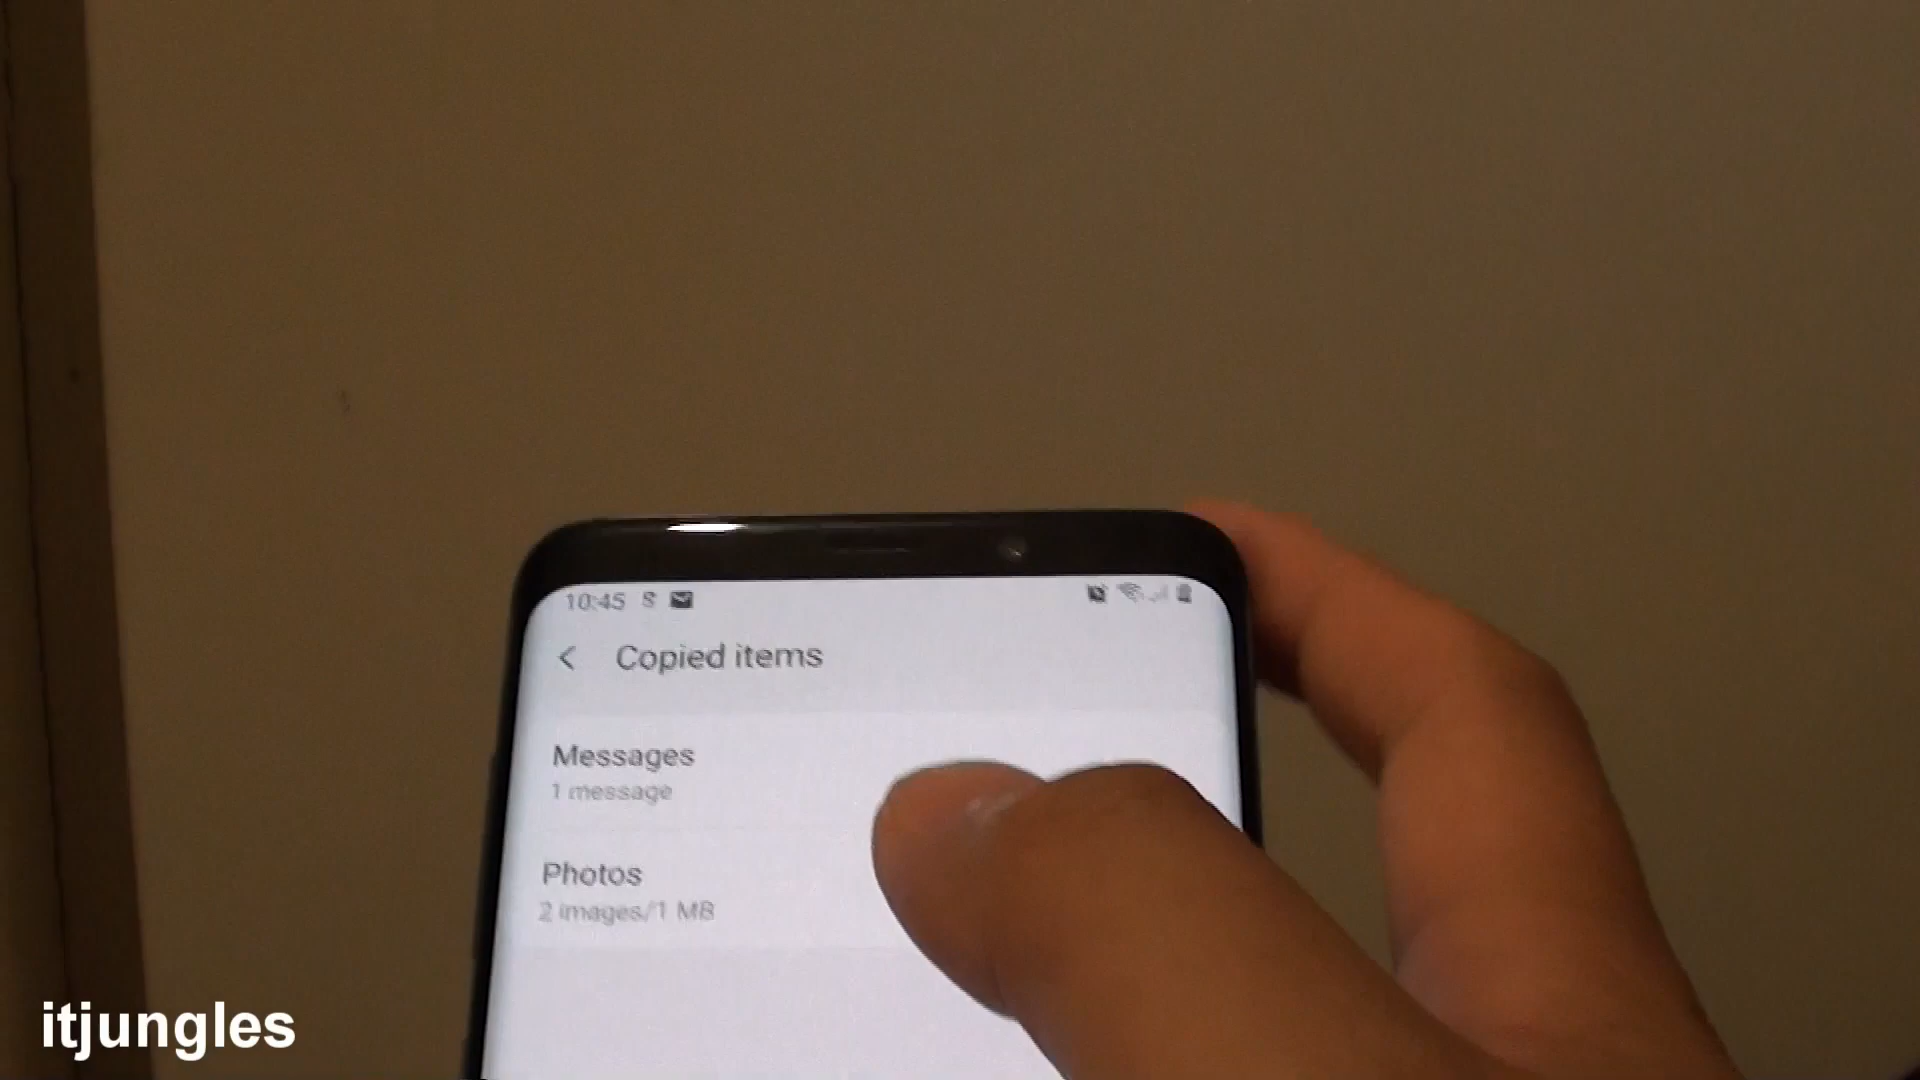 10:45
Copied items
Messages
1 message
Photos
2 images/1 MB
itjungles